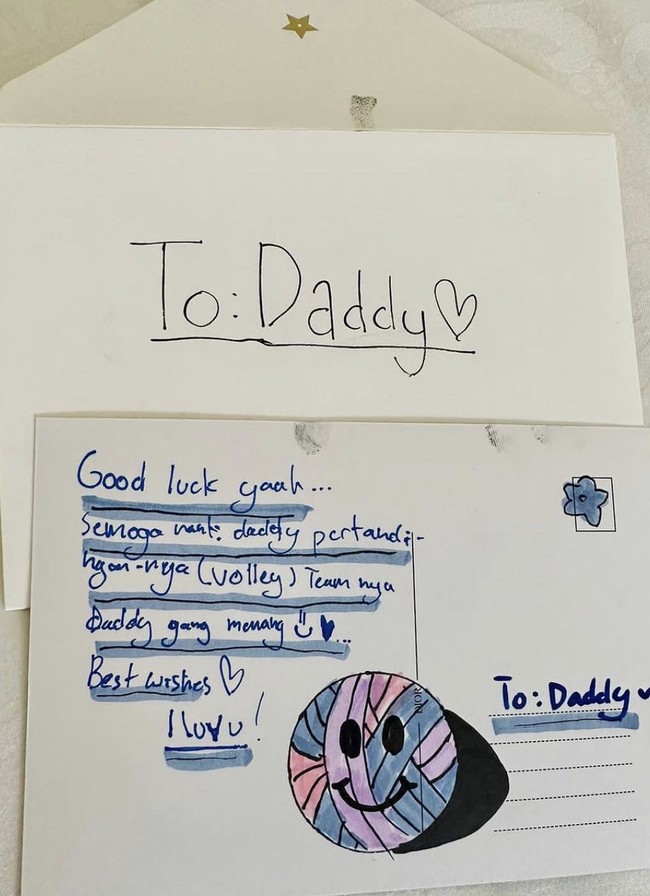 To: Daddy
Good luck yaah...
Semoga nanti daddy pertandi-
ngan-nya (Volley) Team nya
Daddy yang menang
Best wishes
I luv u!
To: Daddy